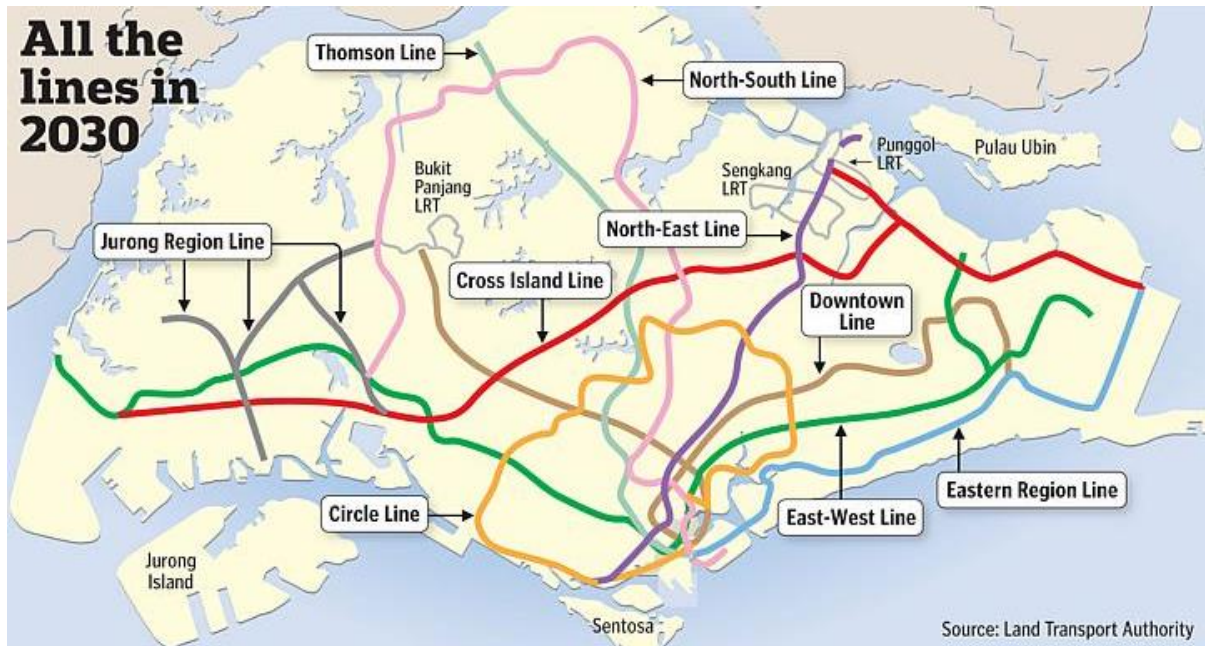 All the
lines in
2030
Thomson Line
North-South Line
Bukit
Panjang
LRT
Sengkang
LRT
Punggol
LRT
Pulau Ubin
Jurong Region Line
North-East Line
Cross Island Line
Downtown
Line
Circle Line
East-West Line
Eastern Region Line
Jurong
Island
Sentosa
Source: Land Transport Authority